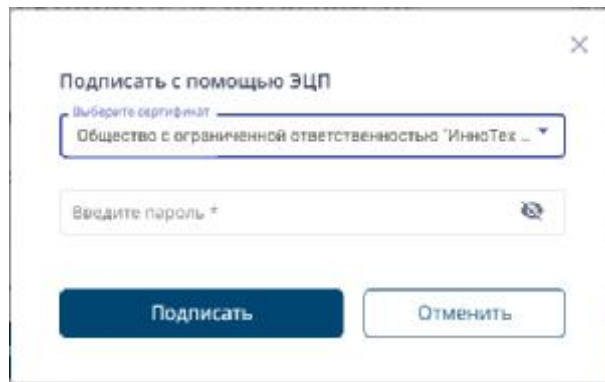 Подписать с помощью ЭЦП
Выберите сертификат
Общество с ограниченной ответственностью "ИнноТех ...
Введите пароль *
Подписать
Отменить